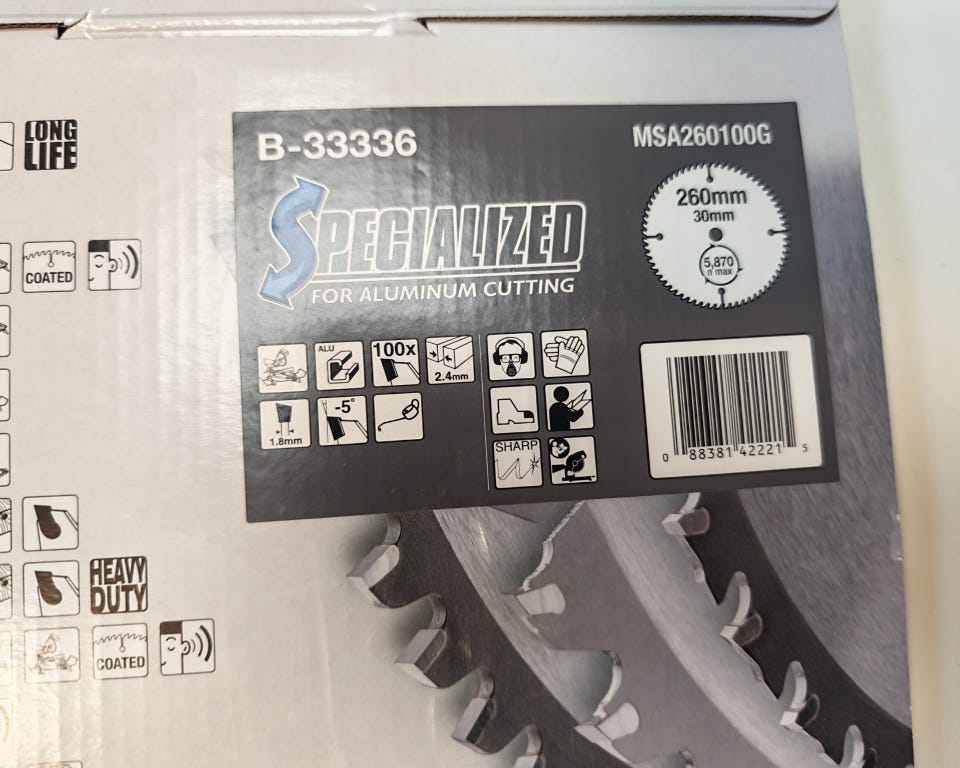 LONG
LIFE
COATED
B-33336
MSA260100G
260mm
30mm
5,870
n max
SPECIALIZED
FOR ALUMINUM CUTTING
ALU
100x
2.4mm
1.8mm
-5°
SHARP
0 88381 42221 5
HEAVY
DUTY
COATED